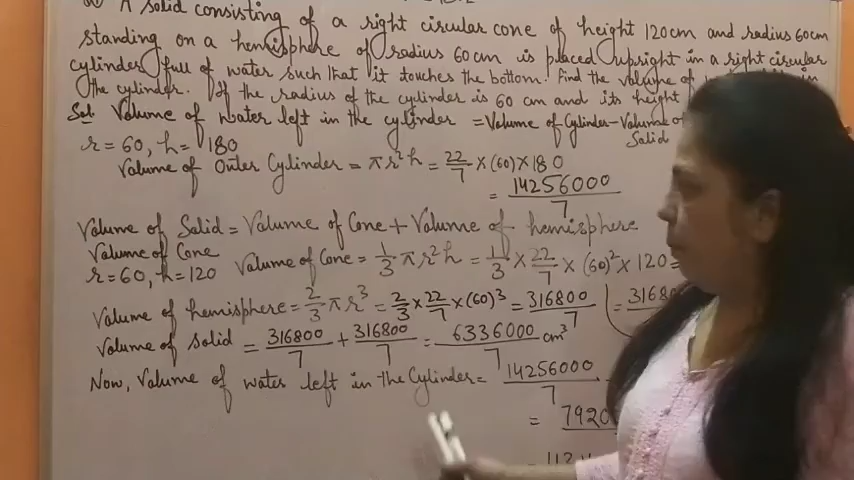 A solid consisting of a right circular cone of height 120cm and radius 60cm
standing on a hemisphere of radius 60 cm is placed upright in a right circular
cylinder full of water such that it touches the bottom. Find the volume of
the cylinder. If the radius of the cylinder is 60 cm and its height
Sol Volume of water left in the cylinder = Volume of Cylinder - Volume of Solid
r = 60, h = 180
Volume of Outer Cylinder = πr²h = 22/7 × (60) × 180
= 14256000/7
Volume of Solid = Volume of Cone + Volume of hemisphere
Volume of Cone
r = 60, h = 120 Volume of Cone = 1/3 πr²h = 1/3 × 22/7 × (60)² × 120 =
Volume of hemisphere = 2/3 πr³ = 2/3 × 22/7 × (60)³ = 316800/7 = 3168
Volume of solid = 316800/7 + 316800/7 = 6336000/7 cm³
Now, Volume of water left in the Cylinder = 14256000/7
= 7920